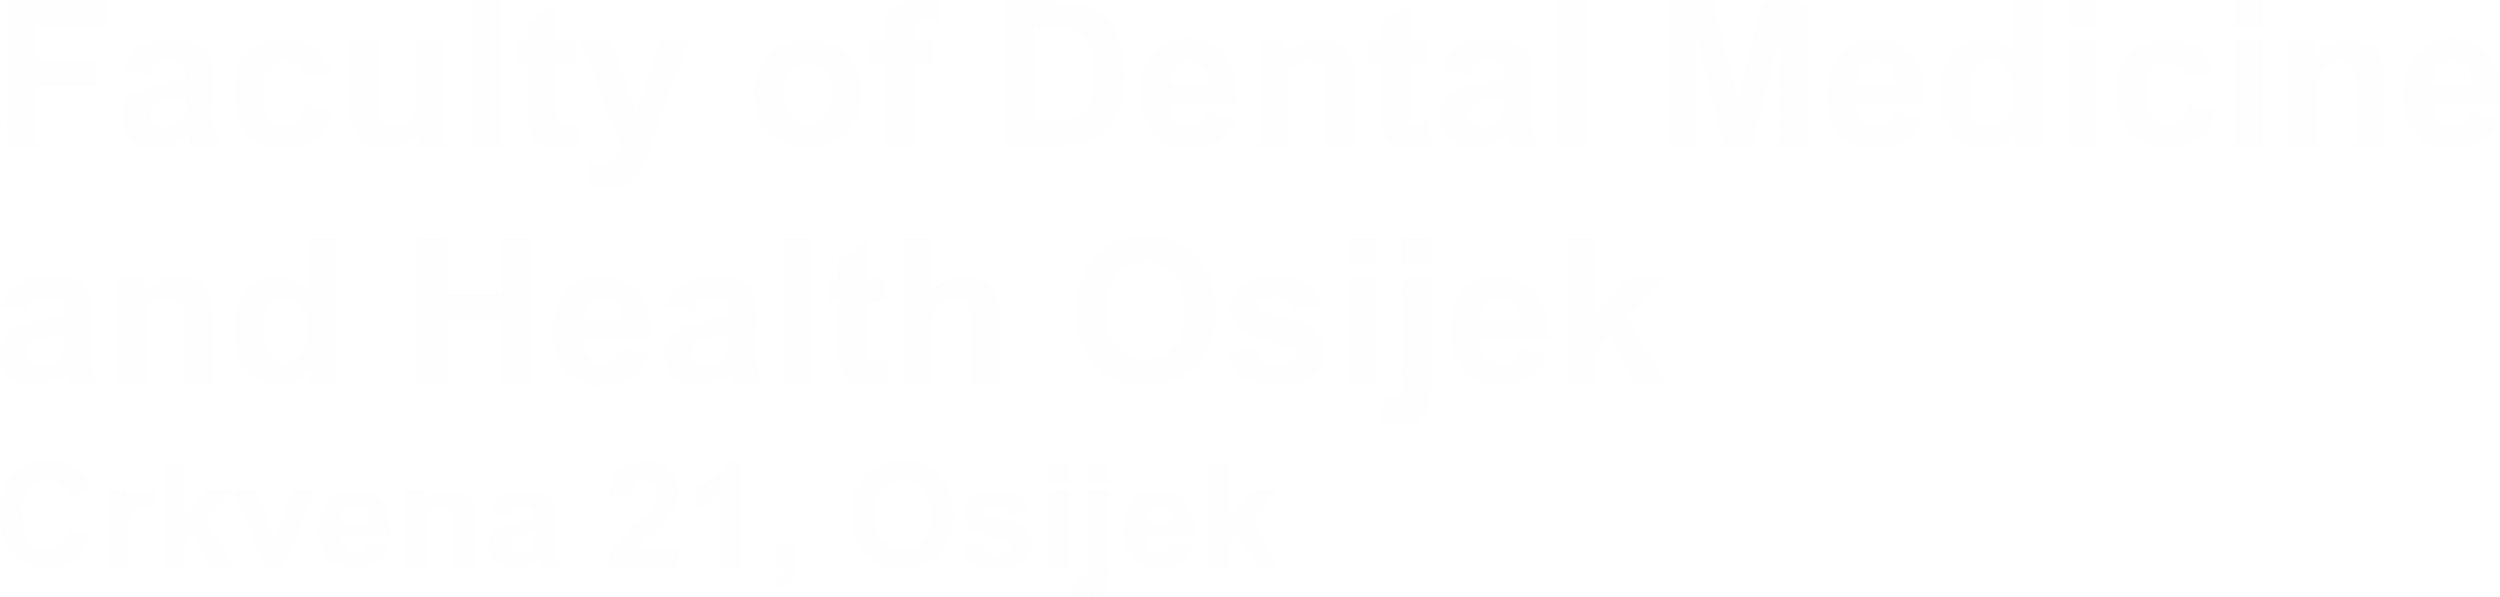 Faculty of Dental Medicine
and Health Osijek
Crkvena 21, Osijek